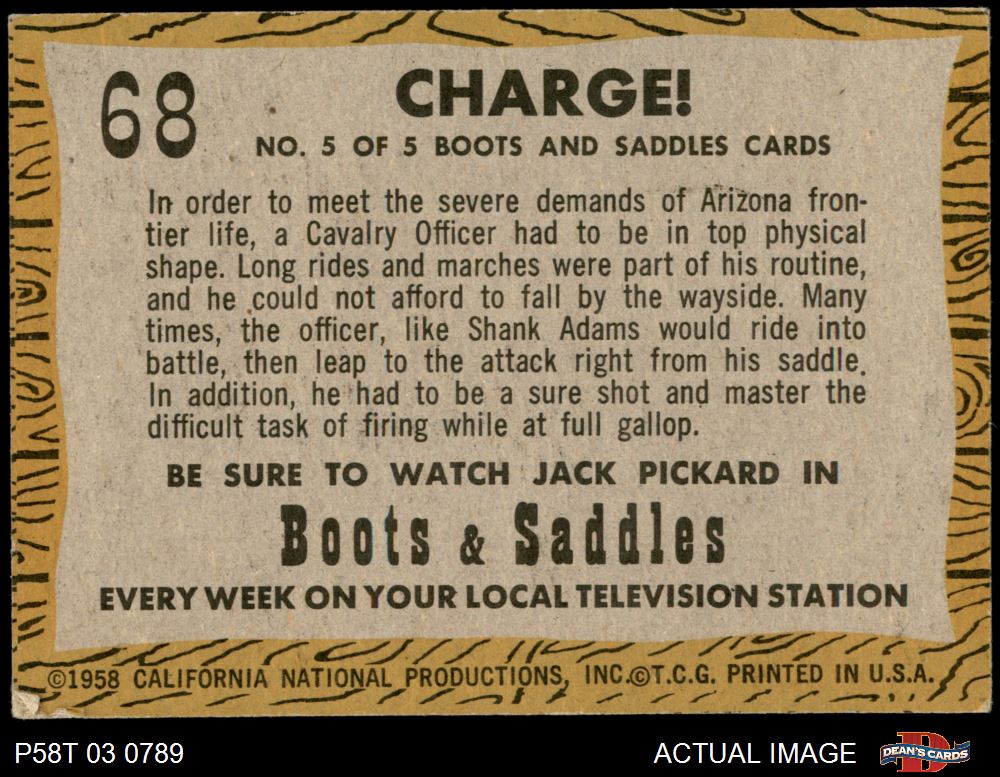 68
CHARGE!
NO. 5 OF 5 BOOTS AND SADDLES CARDS
In order to meet the severe demands of Arizona fron-
tier life, a Cavalry Officer had to be in top physical
shape. Long rides and marches were part of his routine,
and he could not afford to fall by the wayside. Many
times, the officer, like Shank Adams would ride into
battle, then leap to the attack right from his saddle.
In addition, he had to be a sure shot and master the
difficult task of firing while at full gallop.
BE SURE TO WATCH JACK PICKARD IN
Boots & Saddles
EVERY WEEK ON YOUR LOCAL TELEVISION STATION
©1958 CALIFORNIA NATIONAL PRODUCTIONS, INC.©T.C.G. PRINTED IN U.S.A.
P58T 03 0789
ACTUAL IMAGE
DEAN'S CARDS